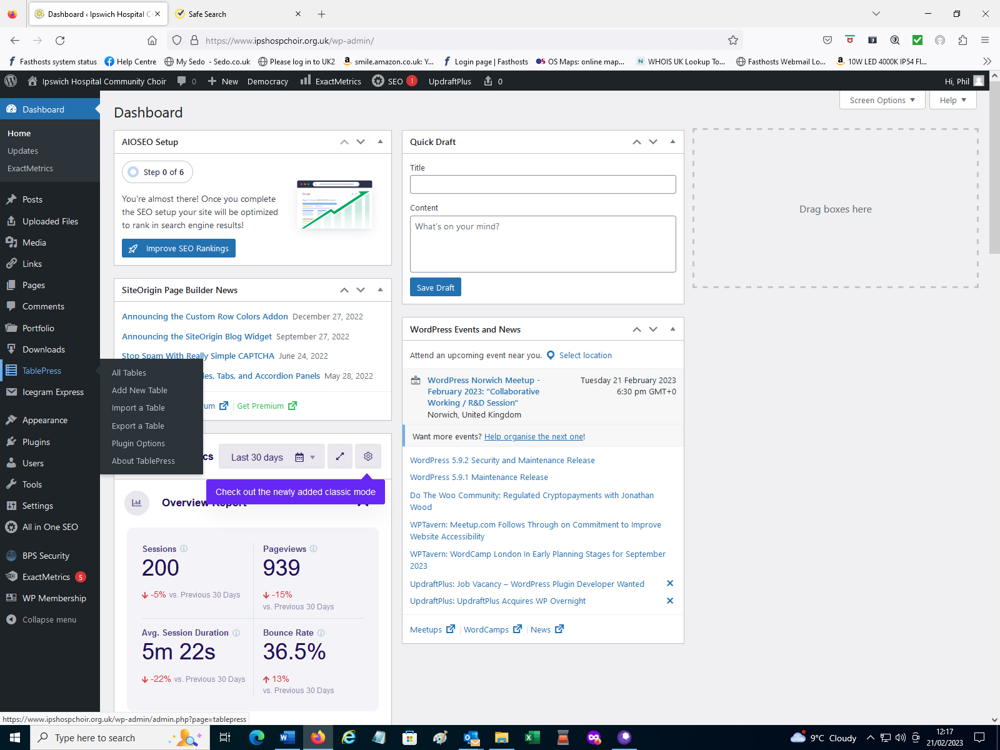 Dashboard ‹ Ipswich Hospital C
Safe Search
https://www.ipshospchoir.org.uk/wp-admin/
Fasthosts system status
Help Centre
My Sedo - Sedo.co.uk
Please log in to UK2
smile.amazon.co.uk: Y...
Login page | Fasthosts
OS Maps: online map...
WHOIS UK Lookup To...
Fasthosts Webmail Lo...
10W LED 4000K IP54 Fl...
Ipswich Hospital Community Choir
0
New
Democracy
ExactMetrics
SEO
!
UpdraftPlus
0
Hi, Phil
Dashboard
Home
Updates
ExactMetrics
Posts
Uploaded Files
Media
Links
Pages
Comments
Portfolio
Downloads
TablePress
Icegram Express
Appearance
Plugins
Users
Tools
Settings
All in One SEO
BPS Security
ExactMetrics 5
WP Membership
Collapse menu
All Tables
Add New Table
Import a Table
Export a Table
Plugin Options
About TablePress
Dashboard
Screen Options
Help
AIOSEO Setup
Step 0 of 6
You're almost there! Once you complete
the SEO setup your site will be optimized
to rank in search engine results!
Improve SEO Rankings
Google
SiteOrigin Page Builder News
Announcing the Custom Row Colors Addon December 27, 2022
Announcing the SiteOrigin Blog Widget September 27, 2022
Stop Spam With Really Simple CAPTCHA June 24, 2022
les, Tabs, and Accordion Panels May 28, 2022
rum | Get Premium
cs
Last 30 days
Check out the newly added classic mode
Overview Report
Sessions
200
-5% vs. Previous 30 Days
Pageviews
939
-15%
vs. Previous 30 Days
Avg. Session Duration
5m 22s
-22% vs. Previous 30 Days
Bounce Rate
36.5%
13%
vs. Previous 30 Days
Quick Draft
Title
Content
What's on your mind?
Save Draft
WordPress Events and News
Attend an upcoming event near you. Select location
WordPress Norwich Meetup -
February 2023: "Collaborative
Working / R&D Session"
Norwich, United Kingdom
Tuesday 21 February 2023
6:30 pm GMT+0
Want more events? Help organise the next one!
WordPress 5.9.2 Security and Maintenance Release
WordPress 5.9.1 Maintenance Release
Do The Woo Community: Regulated Cryptopayments with Jonathan
Wood
WPTavern: Meetup.com Follows Through on Commitment to Improve
Website Accessibility
WPTavern: WordCamp London In Early Planning Stages for September
2023
UpdraftPlus: Job Vacancy – WordPress Plugin Developer Wanted
UpdraftPlus: UpdraftPlus Acquires WP Overnight
Meetups | WordCamps | News
Drag boxes here
https://www.ipshospchoir.org.uk/wp-admin/admin.php?page=tablepress
Type here to search
9°C Cloudy
12:17
21/02/2023